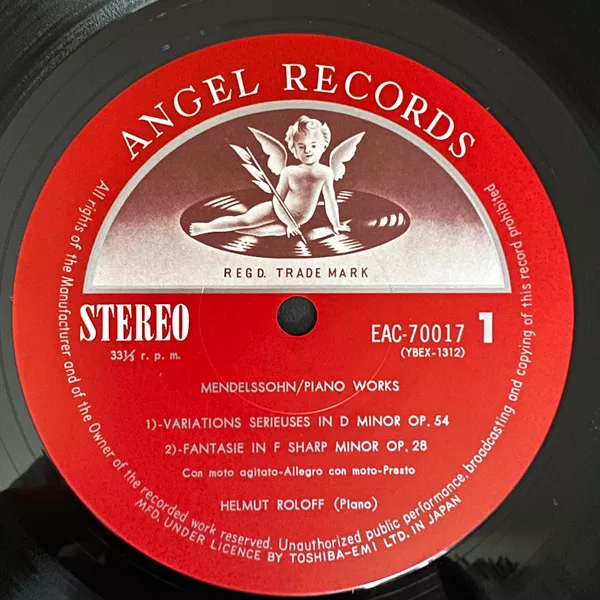 ANGEL RECORDS
REGD. TRADE MARK
STEREO
33⅓ r. p. m.
EAC-70017 1
(YBEX-1312)
MENDELSSOHN/PIANO WORKS
1)-VARIATIONS SERIEUSES IN D MINOR OP. 54
2)-FANTASIE IN F SHARP MINOR OP. 28
Con moto agitato-Allegro con moto-Presto
HELMUT ROLOFF (Piano)
All rights of the Manufacturer and of the Owner of the recorded work reserved. Unauthorized public performance, broadcasting and copying of this record prohibited
MFD. UNDER LICENCE BY TOSHIBA-EMI LTD. IN JAPAN